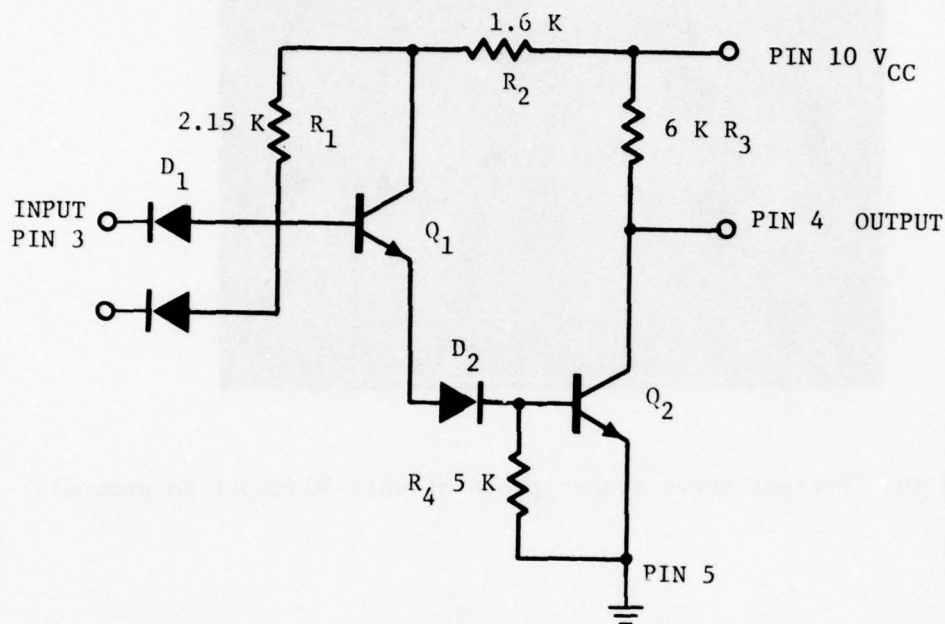 1.6 K
R2
PIN 10 VCC
2.15 K R1
6 K R3
D1
INPUT
PIN 3
Q1
PIN 4 OUTPUT
D2
Q2
R4 5 K
PIN 5